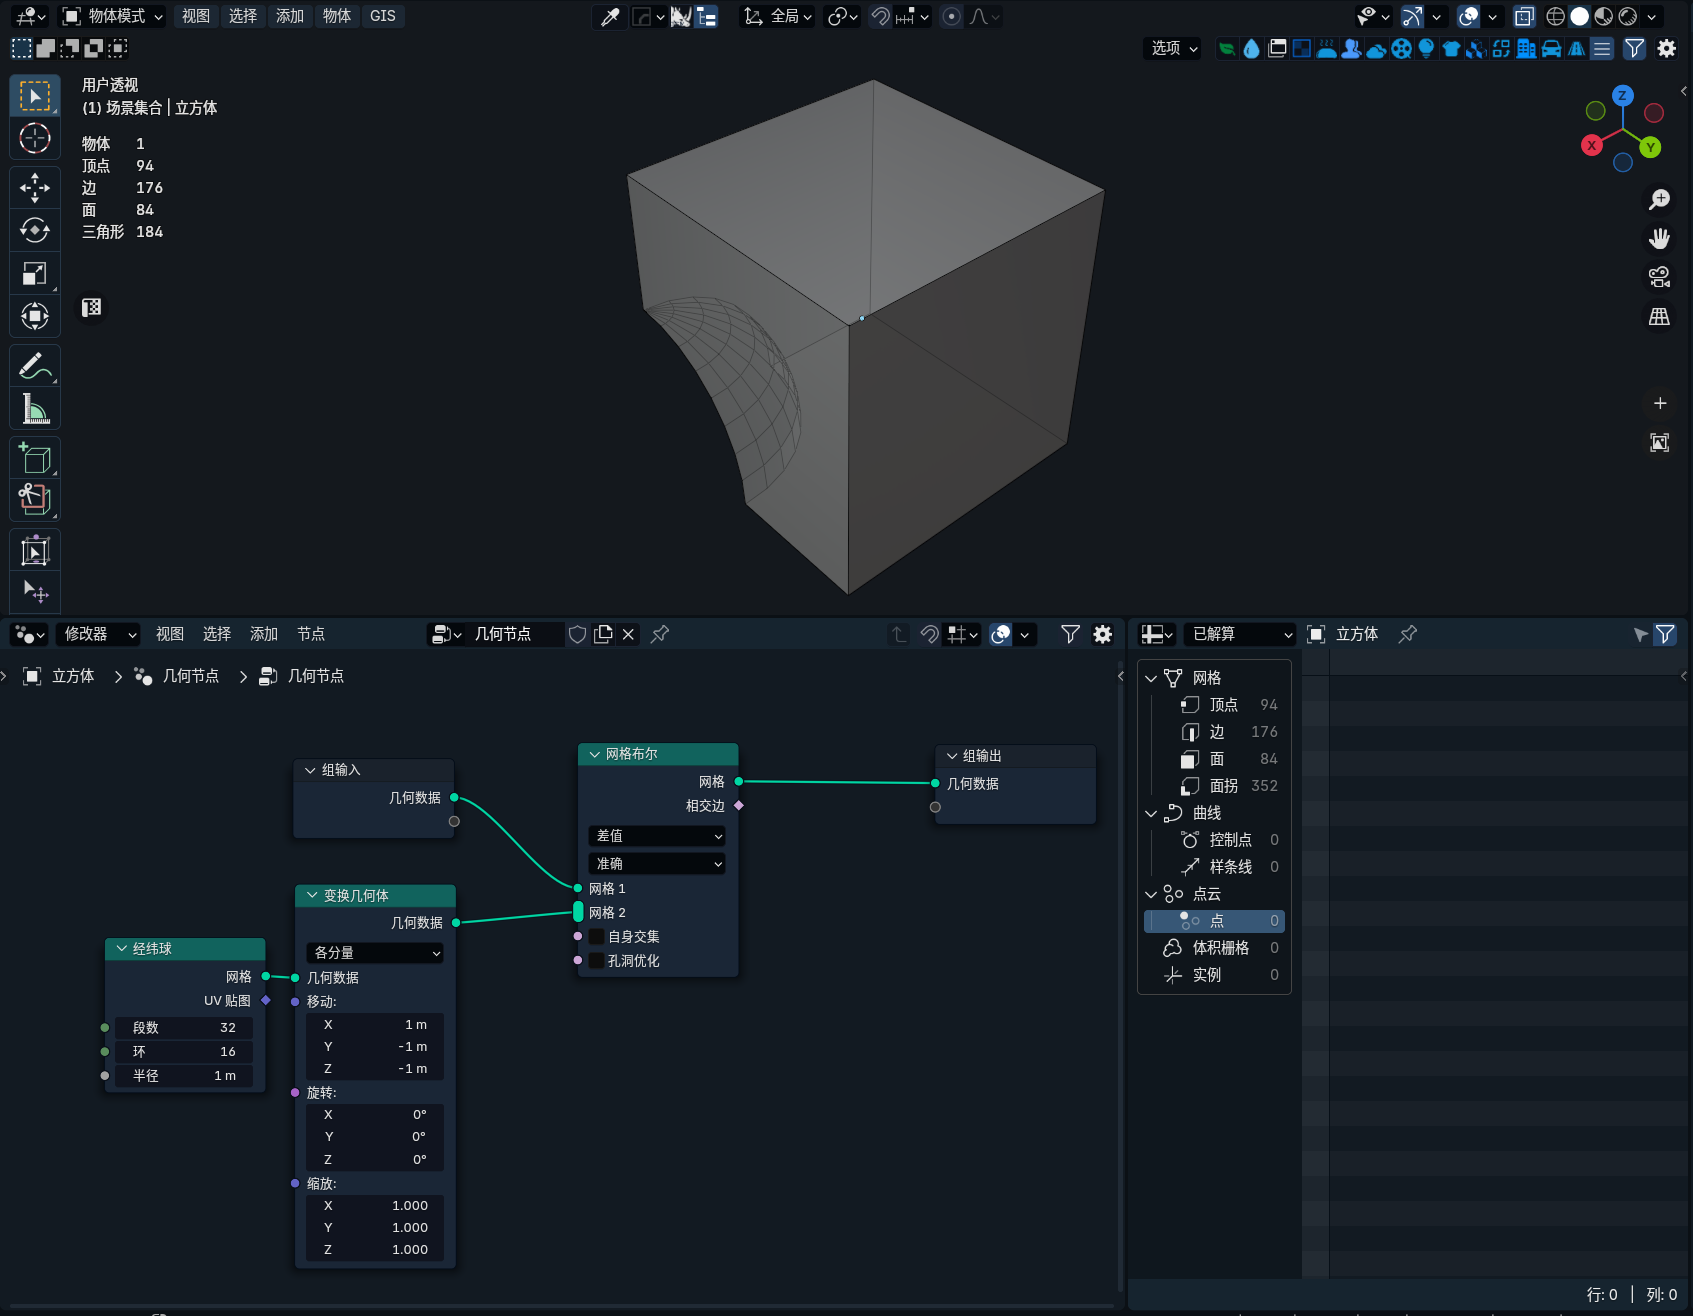 物体模式 视图 选择 添加 物体 GIS 全局
选项
用户透视
(1) 场景集合 | 立方体
物体 1
顶点 94
边 176
面 84
三角形 184
Z
X
Y
修改器 视图 选择 添加 节点 几何节点
立方体 几何节点 几何节点
组输入
几何数据
经纬球
网格
UV 贴图
段数 32
环 16
半径 1 m
变换几何体
几何数据
各分量
几何数据
移动:
X 1 m
Y -1 m
Z -1 m
旋转:
X 0°
Y 0°
Z 0°
缩放:
X 1.000
Y 1.000
Z 1.000
网格布尔
网格
相交边
差值
准确
网格 1
网格 2
自身交集
孔洞优化
组输出
几何数据
已解算 立方体
网格
顶点 94
边 176
面 84
面拐 352
曲线
控制点 0
样条线 0
点云
点 0
体积栅格 0
实例 0
行: 0 | 列: 0